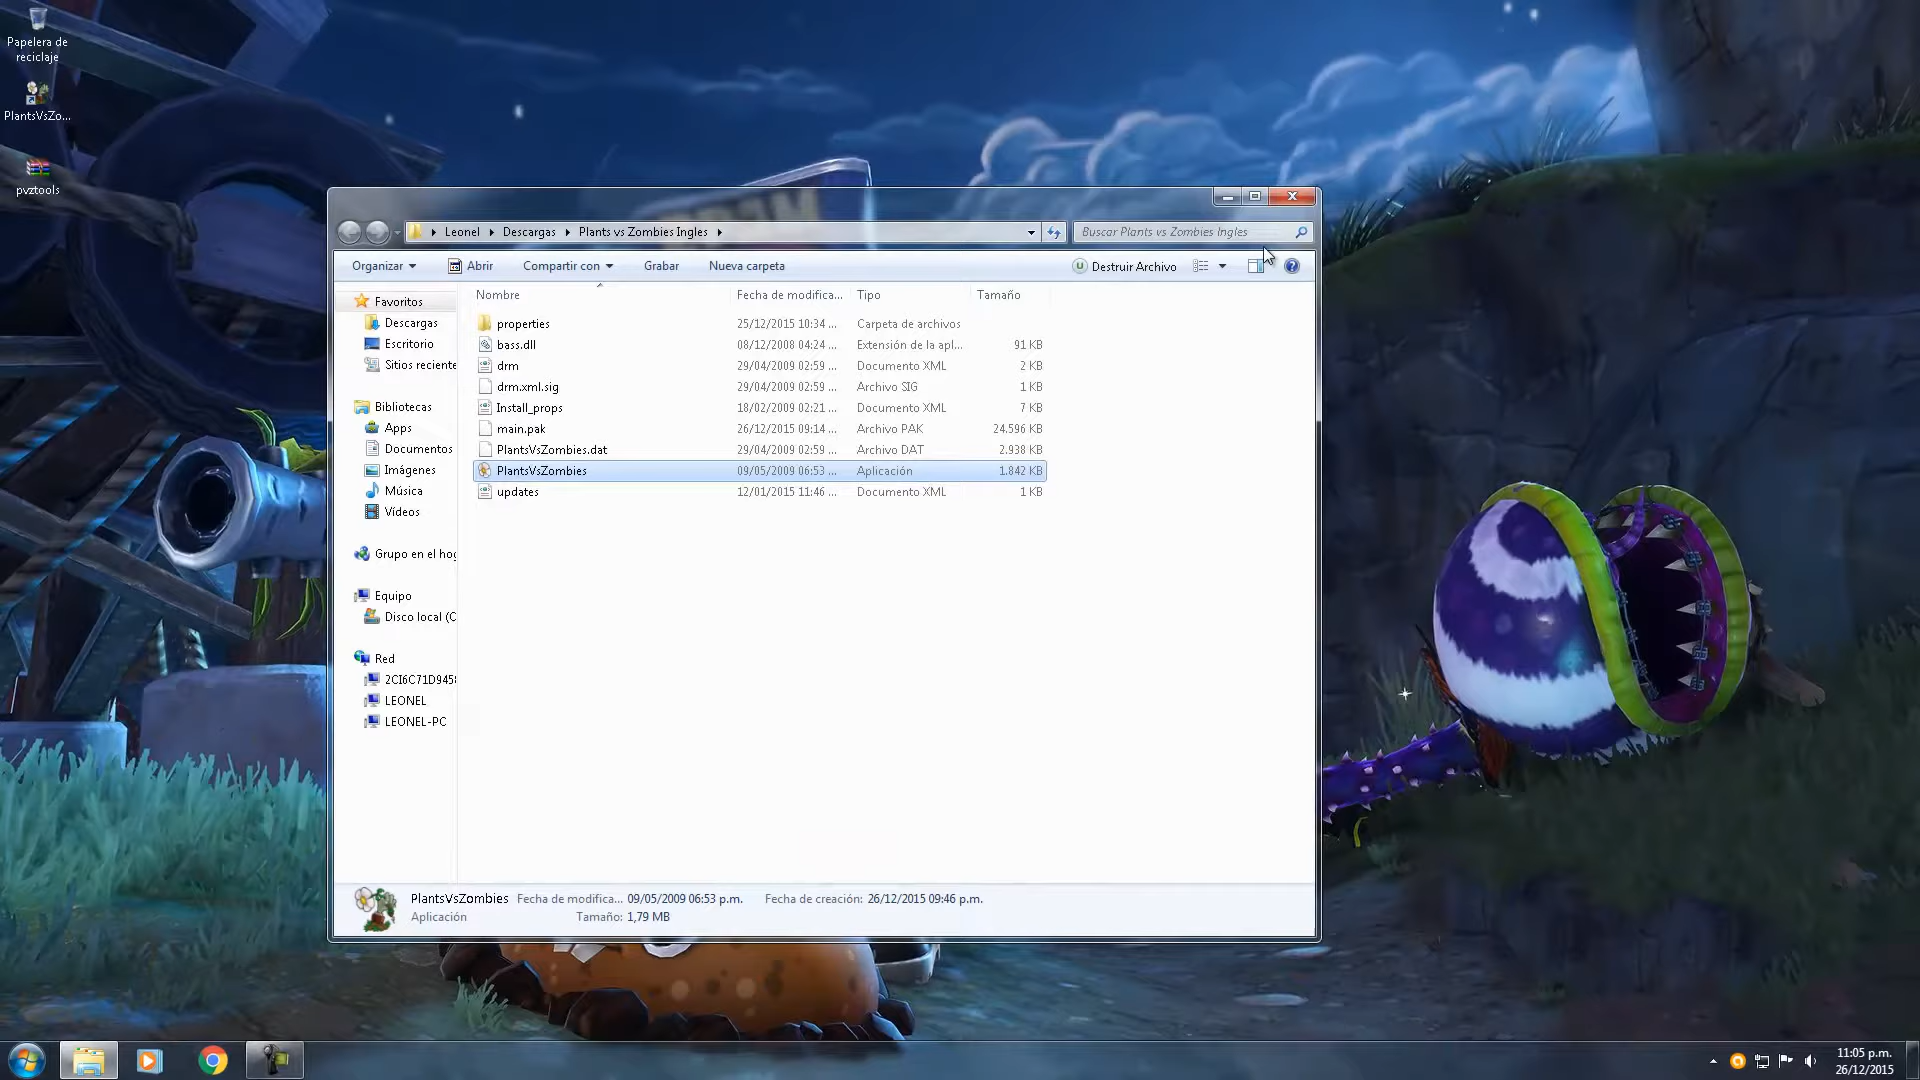 Papelera de
reciclaje
PlantsVsZo...
pvztools
Leonel Descargas Plants vs Zombies Ingles
Buscar Plants vs Zombies Ingles
Organizar Abrir Compartir con Grabar Nueva carpeta Destruir Archivo
Nombre Fecha de modifica... Tipo Tamaño
properties 25/12/2015 10:34 ... Carpeta de archivos
bass.dll 08/12/2008 04:24 ... Extensión de la apl... 91 KB
drm 29/04/2009 02:59 ... Documento XML 2 KB
drm.xml.sig 29/04/2009 02:59 ... Archivo SIG 1 KB
Install_props 18/02/2009 02:21 ... Documento XML 7 KB
main.pak 26/12/2015 09:14 ... Archivo PAK 24.596 KB
PlantsVsZombies.dat 29/04/2009 02:59 ... Archivo DAT 2.938 KB
PlantsVsZombies 09/05/2009 06:53 ... Aplicación 1.842 KB
updates 12/01/2015 11:46 ... Documento XML 1 KB
Favoritos
Descargas
Escritorio
Sitios reciente
Bibliotecas
Apps
Documentos
Imágenes
Música
Vídeos
Grupo en el hog
Equipo
Disco local (C
Red
2CI6C71D945
LEONEL
LEONEL-PC
PlantsVsZombies Fecha de modifica... 09/05/2009 06:53 p.m. Fecha de creación: 26/12/2015 09:46 p.m.
Aplicación Tamaño: 1,79 MB
11:05 p.m.
26/12/2015